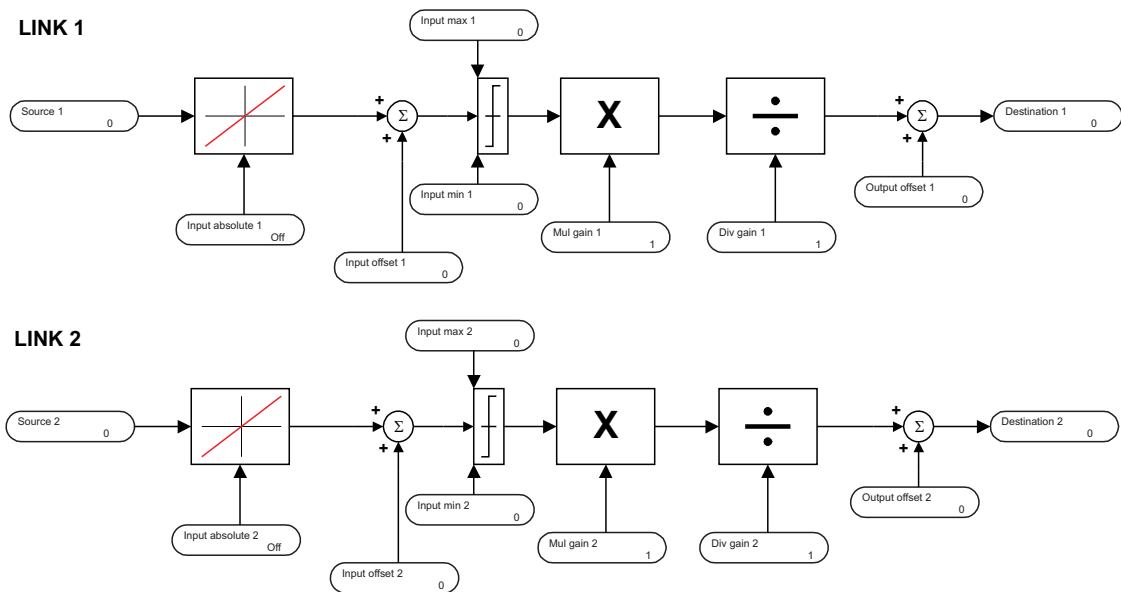 LINK 1
Input max 1
0
Source 1
0
+
+
Σ
X
÷
+
+
Σ
Destination 1
0
Input min 1
0
Output offset 1
0
Input absolute 1
Off
Mul gain 1
1
Div gain 1
1
Input offset 1
0
LINK 2
Input max 2
0
Source 2
0
+
+
Σ
X
÷
+
+
Σ
Destination 2
0
Input min 2
0
Output offset 2
0
Input absolute 2
Off
Mul gain 2
1
Div gain 2
1
Input offset 2
0